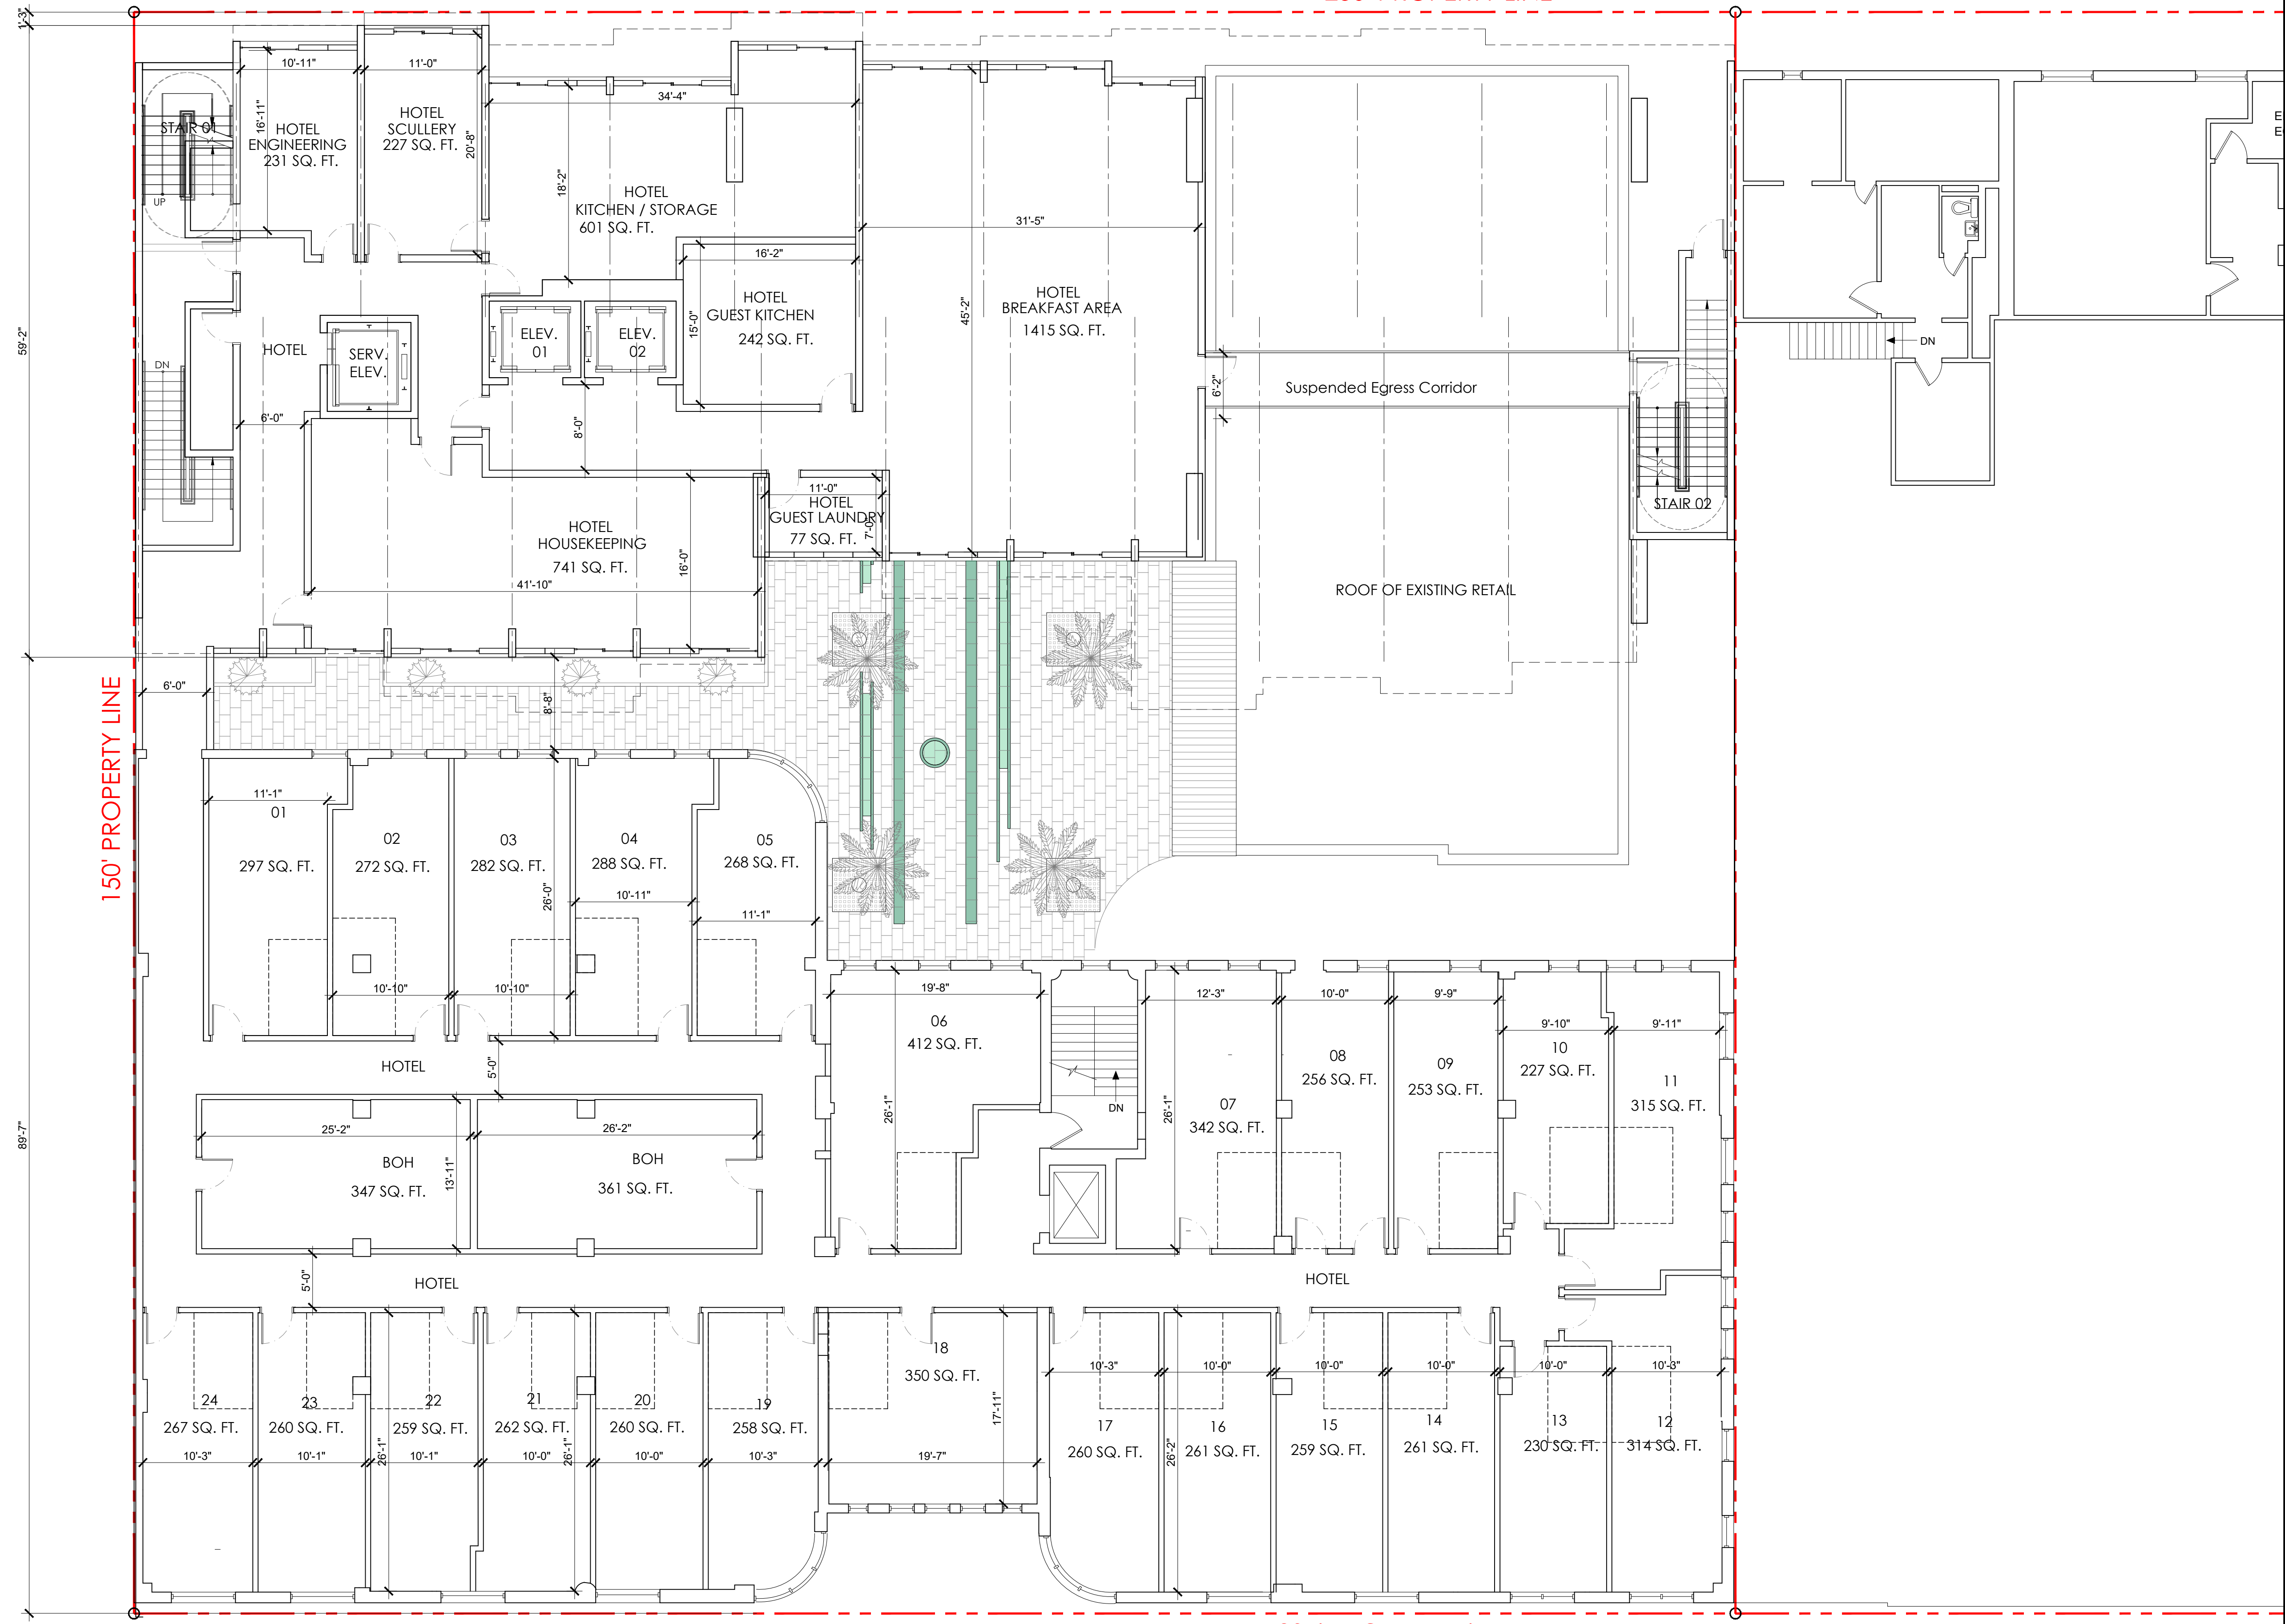 1'-3"
10'-11"
11'-0"
34'-4"
STAIR 01
UP
16'-11"
HOTEL
ENGINEERING
231 SQ. FT.
HOTEL
SCULLERY
227 SQ. FT.
20'-8"
18'-2"
HOTEL
KITCHEN / STORAGE
601 SQ. FT.
31'-5"
16'-2"
15'-0"
HOTEL
GUEST KITCHEN
242 SQ. FT.
45'-2"
HOTEL
BREAKFAST AREA
1415 SQ. FT.
59'-2"
HOTEL
DN
SERV.
ELEV.
ELEV.
01
ELEV.
02
6'-0"
8'-0"
6'-2"
Suspended Egress Corridor
DN
STAIR 02
11'-0"
HOTEL
GUEST LAUNDRY
77 SQ. FT.
7'-0"
HOTEL
HOUSEKEEPING
741 SQ. FT.
16'-0"
41'-10"
ROOF OF EXISTING RETAIL
6'-0"
8'-8"
150' PROPERTY LINE
11'-1"
01
297 SQ. FT.
02
272 SQ. FT.
03
282 SQ. FT.
04
288 SQ. FT.
05
268 SQ. FT.
26'-0"
10'-11"
11'-1"
10'-10"
10'-10"
19'-8"
12'-3"
10'-0"
9'-9"
9'-10"
9'-11"
06
412 SQ. FT.
26'-1"
DN
26'-1"
07
342 SQ. FT.
08
256 SQ. FT.
09
253 SQ. FT.
10
227 SQ. FT.
11
315 SQ. FT.
HOTEL
5'-0"
89'-7"
25'-2"
26'-2"
BOH
347 SQ. FT.
13'-11"
BOH
361 SQ. FT.
5'-0"
HOTEL
HOTEL
18
350 SQ. FT.
17'-11"
10'-3"
10'-0"
10'-0"
10'-0"
10'-0"
10'-3"
24
267 SQ. FT.
23
260 SQ. FT.
22
259 SQ. FT.
21
262 SQ. FT.
20
260 SQ. FT.
19
258 SQ. FT.
17
260 SQ. FT.
16
261 SQ. FT.
15
259 SQ. FT.
14
261 SQ. FT.
13
230 SQ. FT.
12
314 SQ. FT.
10'-3"
10'-1"
26'-1"
10'-1"
10'-0"
26'-1"
10'-0"
10'-3"
19'-7"
26'-2"